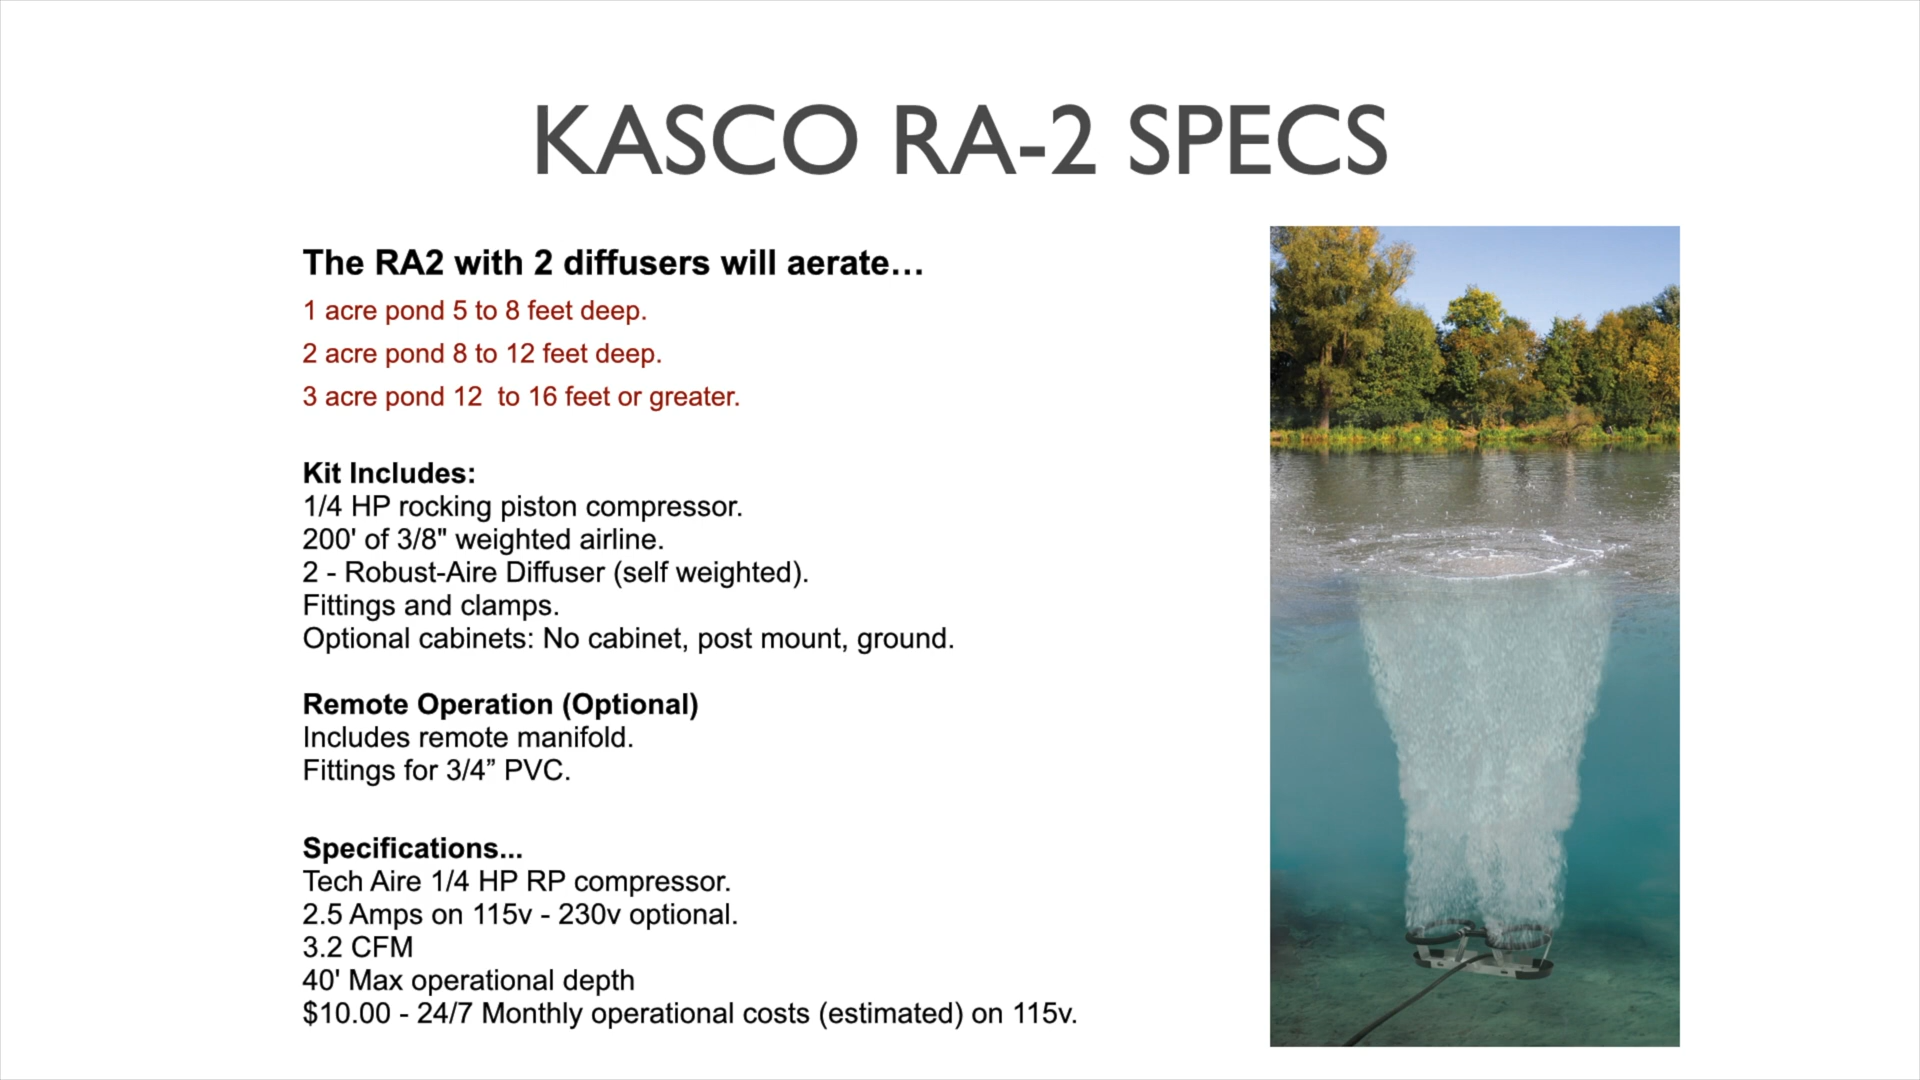 KASCO RA-2 SPECS
The RA2 with 2 diffusers will aerate…
1 acre pond 5 to 8 feet deep.
2 acre pond 8 to 12 feet deep.
3 acre pond 12  to 16 feet or greater.
Kit Includes:
1/4 HP rocking piston compressor.
200' of 3/8" weighted airline.
2 - Robust-Aire Diffuser (self weighted).
Fittings and clamps.
Optional cabinets: No cabinet, post mount, ground.
Remote Operation (Optional)
Includes remote manifold.
Fittings for 3/4” PVC.
Specifications...
Tech Aire 1/4 HP RP compressor.
2.5 Amps on 115v - 230v optional.
3.2 CFM
40' Max operational depth
$10.00 - 24/7 Monthly operational costs (estimated) on 115v.